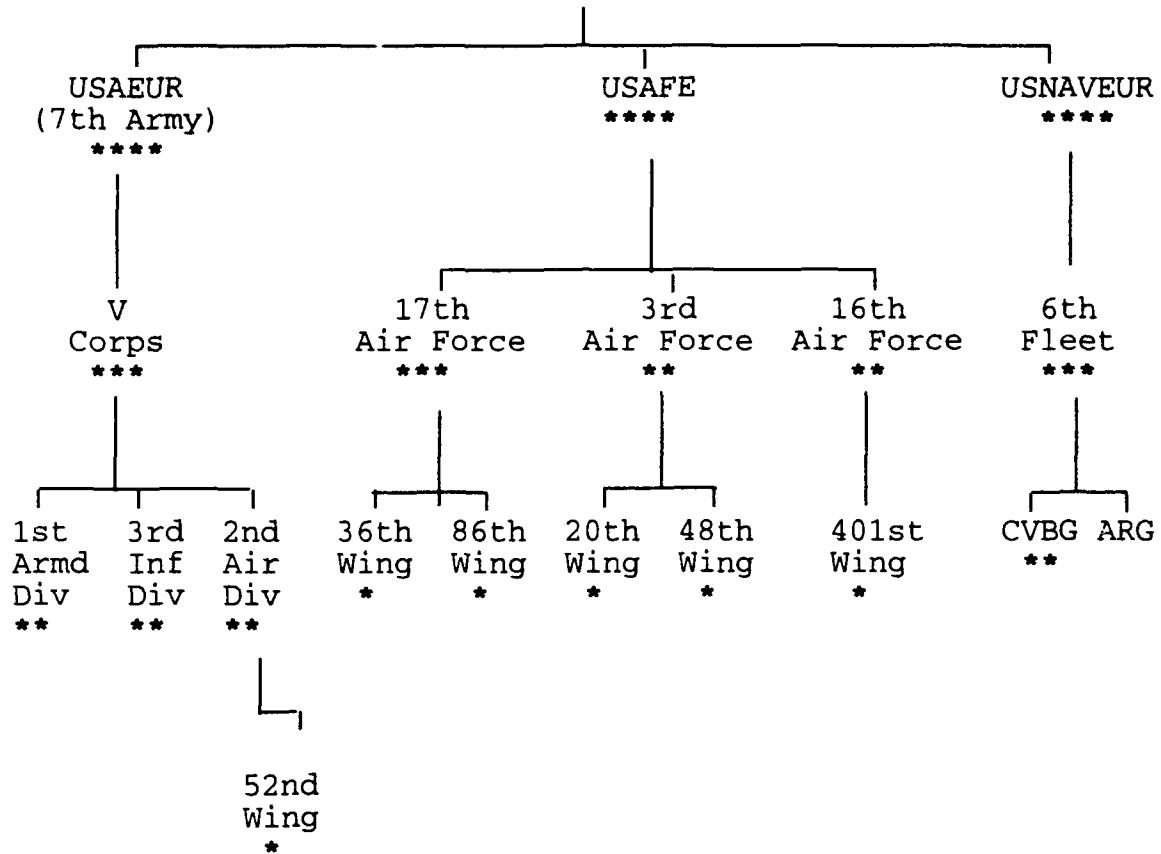 USAEUR
(7th Army)
****
USAFE
****
USNAVEUR
****
V
Corps
***
17th
Air Force
***
3rd
Air Force
**
16th
Air Force
**
6th
Fleet
***
1st
Armd
Div
**
3rd
Inf
Div
**
2nd
Air
Div
**
36th
Wing
*
86th
Wing
*
20th
Wing
*
48th
Wing
*
401st
Wing
*
CVBG
**
ARG
52nd
Wing
*